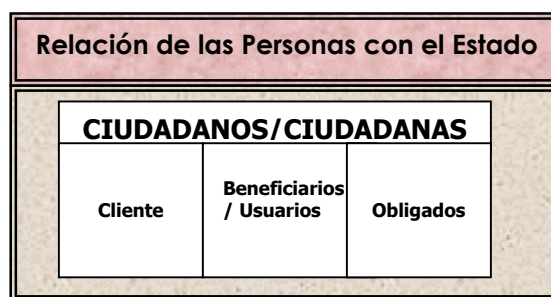 Relación de las Personas con el Estado
CIUDADANOS/CIUDADANAS
Cliente
Beneficiarios
/ Usuarios
Obligados